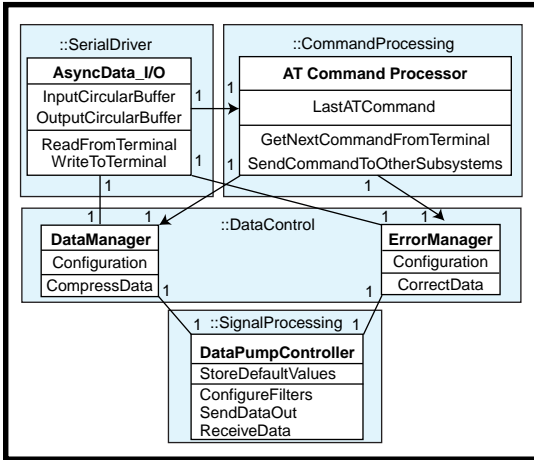 ::SerialDriver
AsyncData_I/O
InputCircularBuffer
OutputCircularBuffer
ReadFromTerminal
WriteToTerminal
1
1
1
1
::CommandProcessing
AT Command Processor
LastATCommand
GetNextCommandFromTerminal
SendCommandToOtherSubsystems
1
1
::DataControl
1
1
DataManager
Configuration
CompressData
1
1
1
ErrorManager
Configuration
CorrectData
1
::SignalProcessing
1
1
DataPumpController
StoreDefaultValues
ConfigureFilters
SendDataOut
ReceiveData